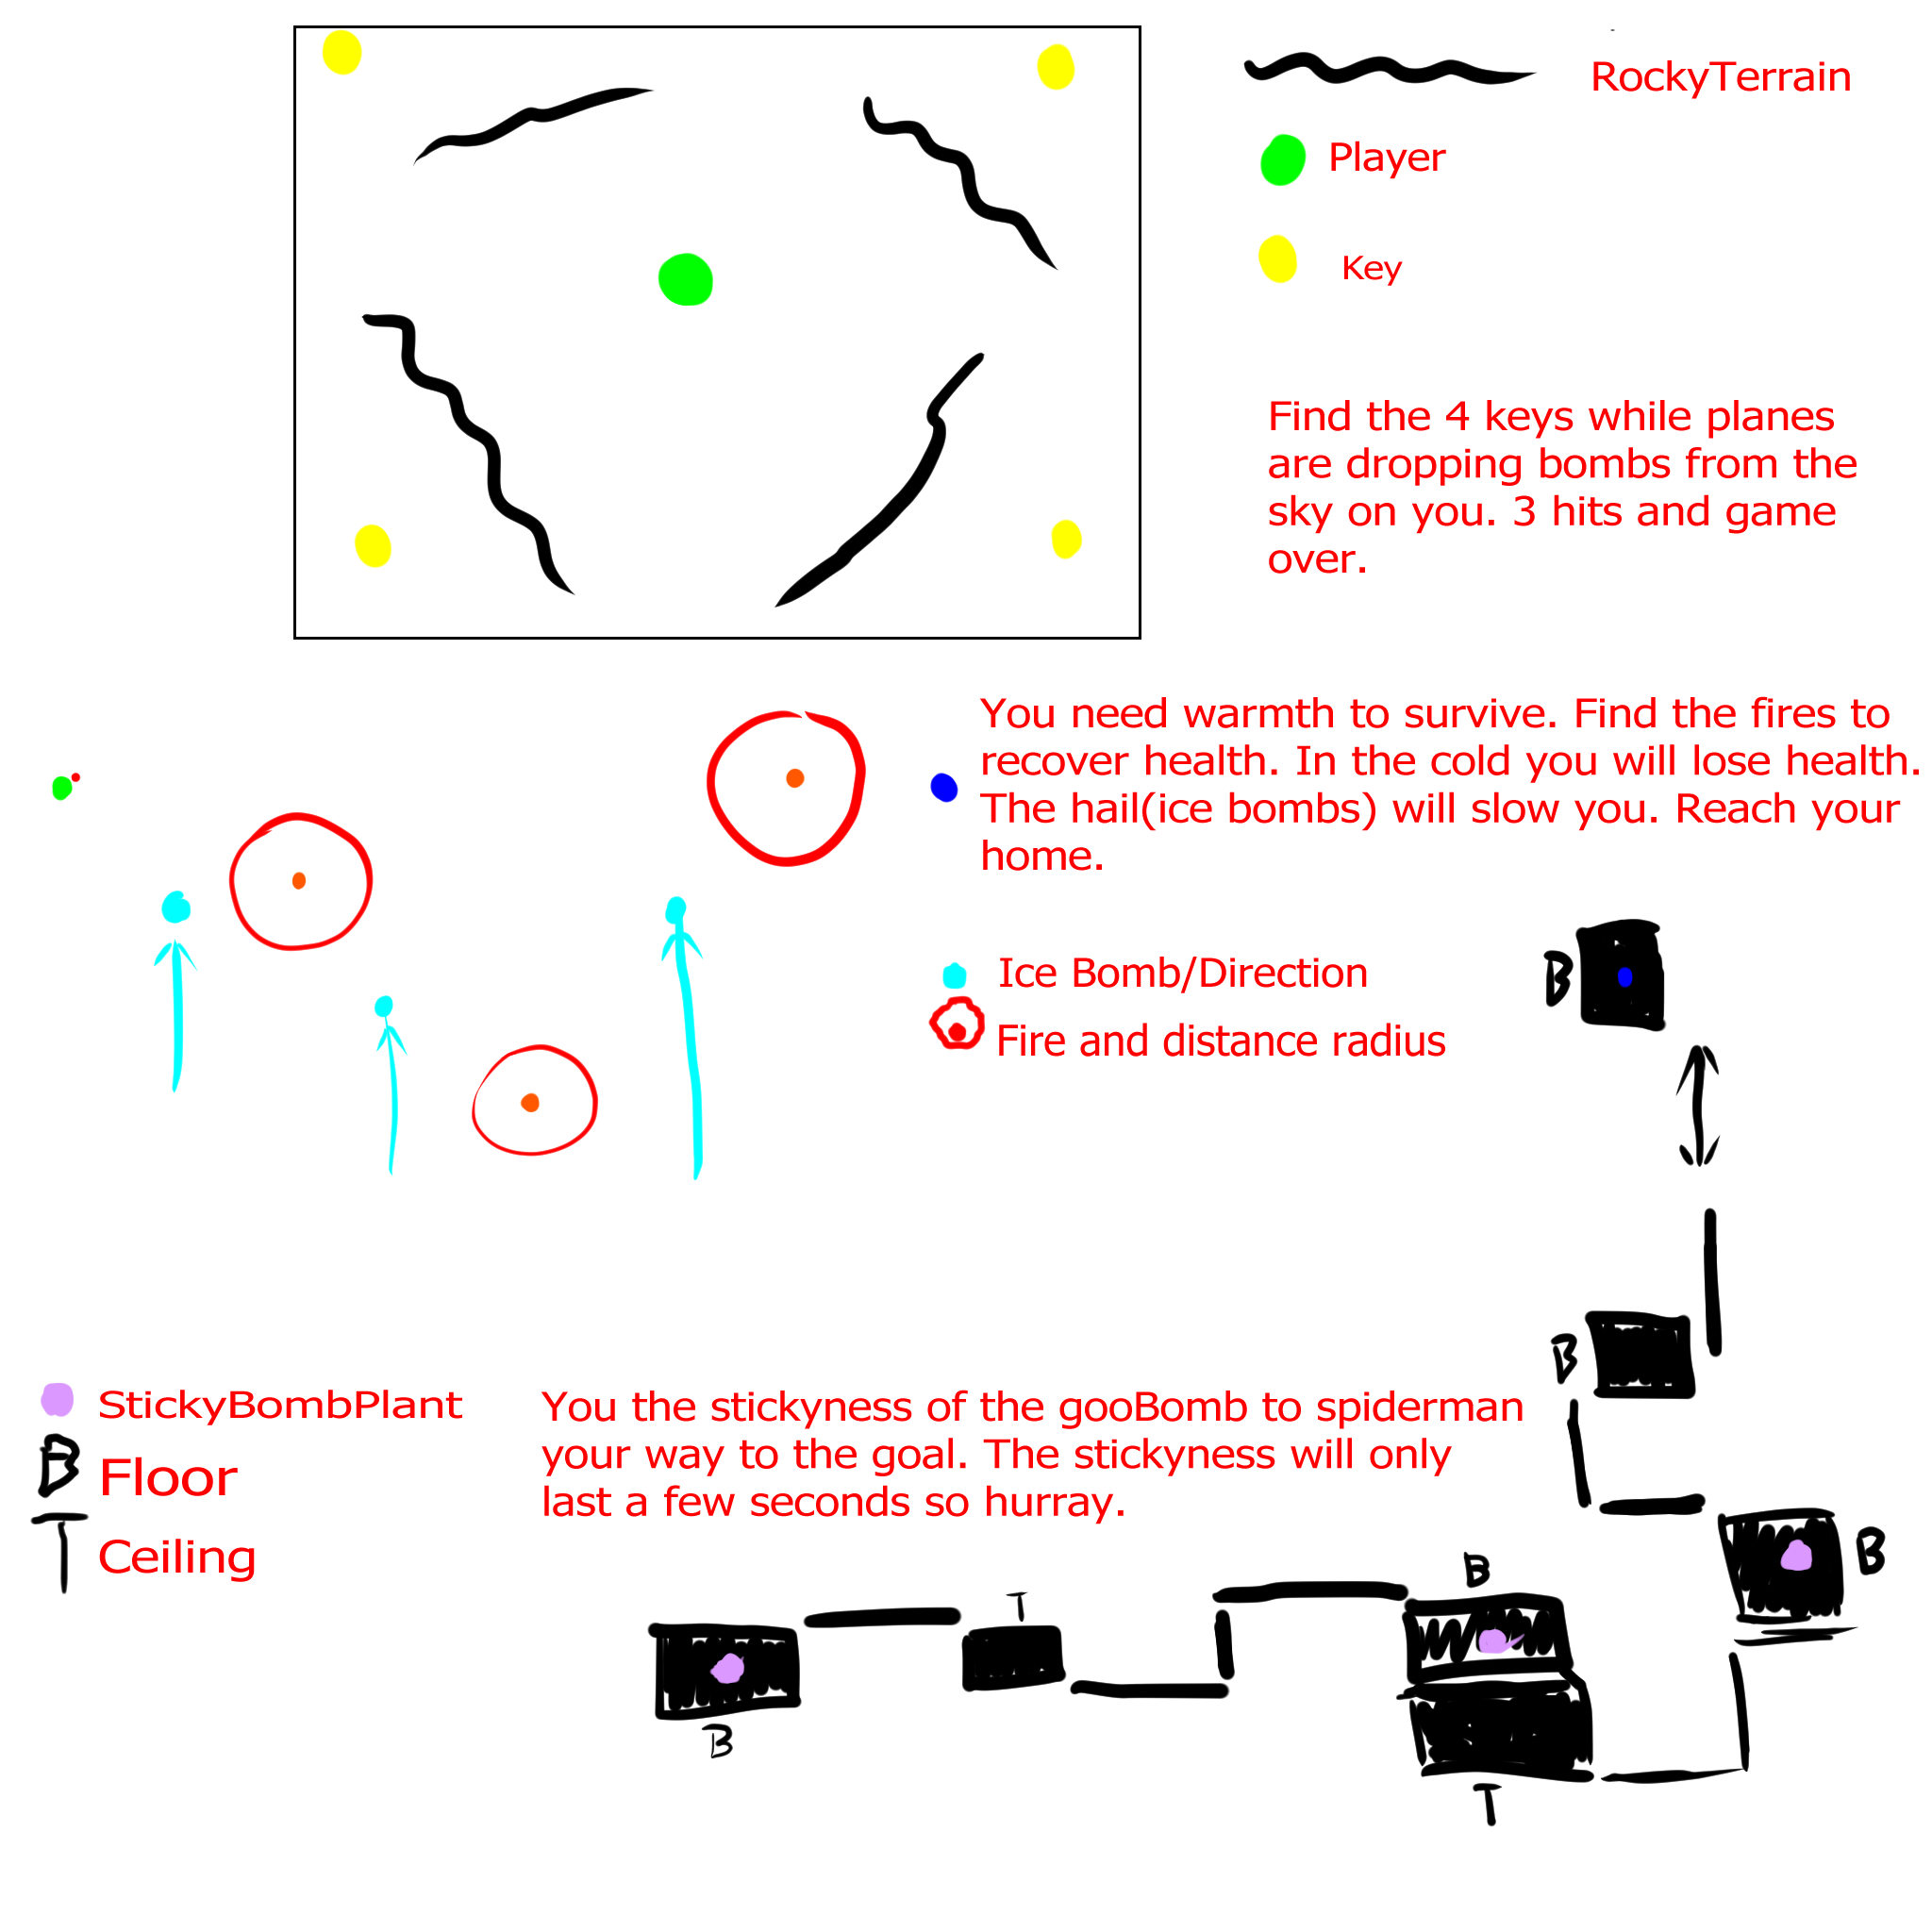 RockyTerrain
Player
Key
Find the 4 keys while planes
are dropping bombs from the
sky on you. 3 hits and game
over.
You need warmth to survive. Find the fires to
recover health. In the cold you will lose health.
The hail(ice bombs) will slow you. Reach your
home.
Ice Bomb/Direction
Fire and distance radius
B
B
StickyBombPlant
B Floor
T Ceiling
You the stickyness of the gooBomb to spiderman
your way to the goal. The stickyness will only
last a few seconds so hurray.
B
B
T
B
T